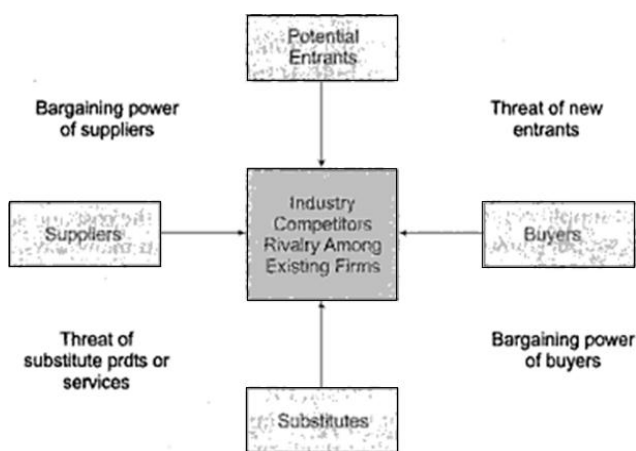 Potential
Entrants
Bargaining power
of suppliers
Threat of new
entrants
Industry
Competitors
Rivalry Among
Existing Firms
Suppliers
Buyers
Threat of
substitute prdts or
services
Bargaining power
of buyers
Substitutes